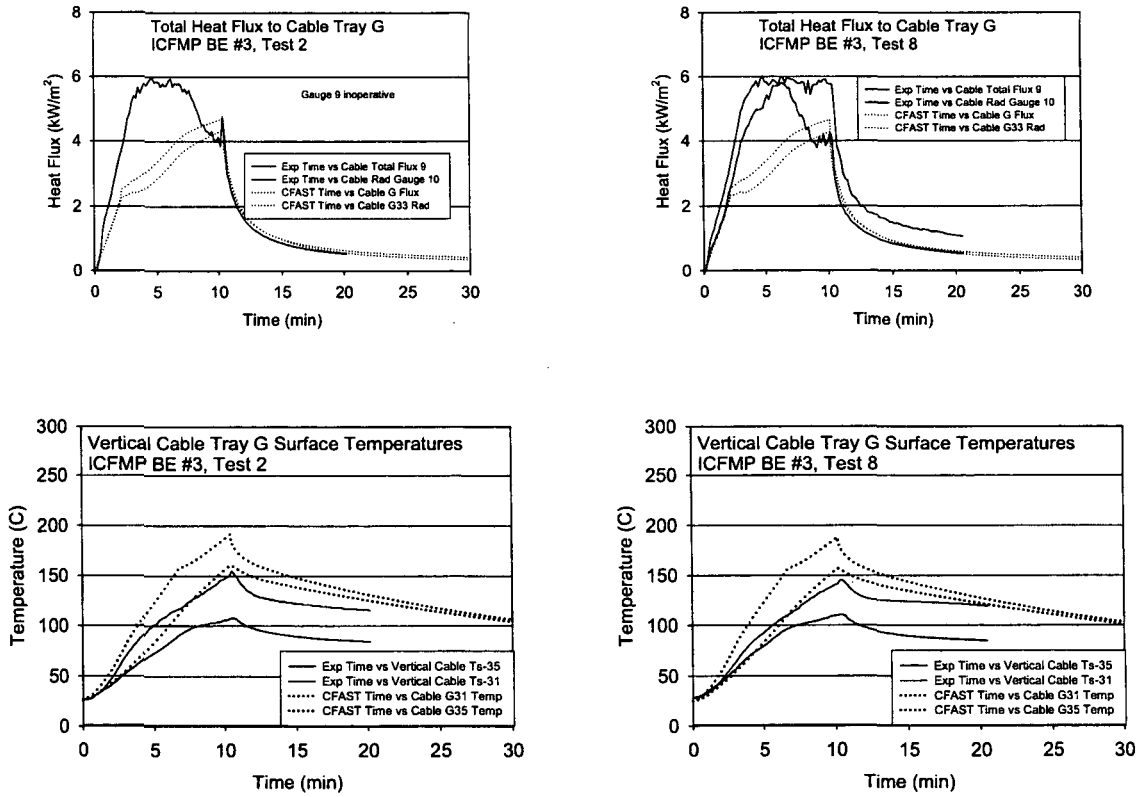 Total Heat Flux to Cable Tray G
ICFMP BE #3, Test 2
Gauge 9 inoperative
Exp Time vs Cable Total Flux 9
Exp Time vs Cable Rad Gauge 10
CFAST Time vs Cable G Flux
CFAST Time vs Cable G33 Rad
Heat Flux (kW/m²)
8
6
4
2
0
0 5 10 15 20 25 30
Time (min)
Total Heat Flux to Cable Tray G
ICFMP BE #3, Test 8
Exp Time vs Cable Total Flux 9
Exp Time vs Cable Rad Gauge 10
CFAST Time vs Cable G Flux
CFAST Time vs Cable G33 Rad
Heat Flux (kW/m²)
8
6
4
2
0
0 5 10 15 20 25 30
Time (min)
Vertical Cable Tray G Surface Temperatures
ICFMP BE #3, Test 2
Exp Time vs Vertical Cable Ts-35
Exp Time vs Vertical Cable Ts-31
CFAST Time vs Cable G31 Temp
CFAST Time vs Cable G35 Temp
Temperature (C)
300
250
200
150
100
50
0
0 5 10 15 20 25 30
Time (min)
Vertical Cable Tray G Surface Temperatures
ICFMP BE #3, Test 8
Exp Time vs Vertical Cable Ts-35
Exp Time vs Vertical Cable Ts-31
CFAST Time vs Cable G31 Temp
CFAST Time vs Cable G35 Temp
Temperature (C)
300
250
200
150
100
50
0
0 5 10 15 20 25 30
Time (min)